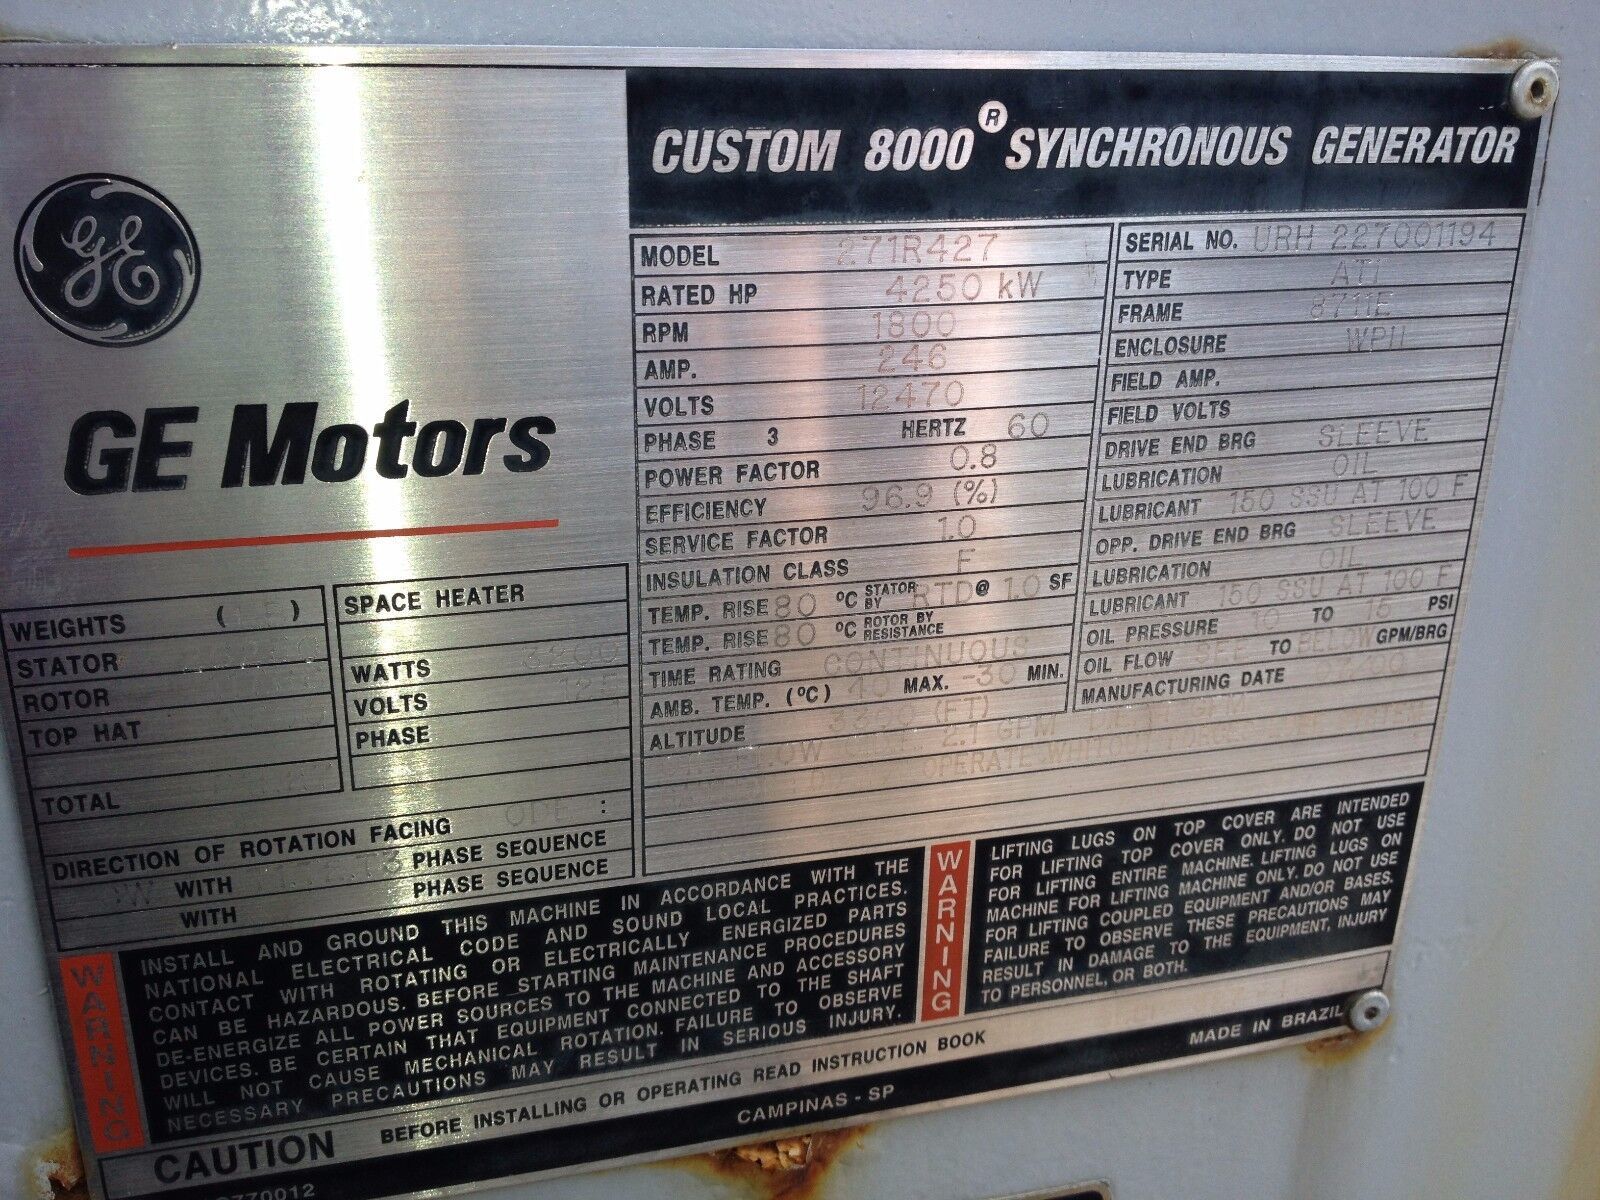 CUSTOM 8000® SYNCHRONOUS GENERATOR
GE
GE Motors
MODEL 271R427
RATED HP 4250 kW
RPM 1800
AMP. 246
VOLTS 12470
PHASE 3 HERTZ 60
POWER FACTOR 0.8
EFFICIENCY 96.9 (%)
SERVICE FACTOR 1.0
INSULATION CLASS F
TEMP. RISE 80 °C STATOR BY RTD@ 1.0 SF
TEMP. RISE 80 °C ROTOR BY RESISTANCE
TIME RATING CONTINUOUS
AMB. TEMP. (°C) 40 MAX. -30 MIN.
ALTITUDE (FT)
2.1 GPM GPM
OPERATE WHITOUT
SERIAL NO. URH 227001194
TYPE ATI
FRAME 8711E
ENCLOSURE WPII
FIELD AMP.
FIELD VOLTS
DRIVE END BRG SLEEVE
LUBRICATION OIL
LUBRICANT 150 SSU AT 100 F
OPP. DRIVE END BRG SLEEVE
LUBRICATION OIL
LUBRICANT 150 SSU AT 100 F
OIL PRESSURE 10 TO 15 PSI
OIL FLOW SEE TO BELOW GPM/BRG
MANUFACTURING DATE
WEIGHTS ( )
STATOR
ROTOR
TOP HAT
TOTAL
SPACE HEATER
WATTS 3200
VOLTS
PHASE
DIRECTION OF ROTATION FACING ODE :
WITH PHASE SEQUENCE
WITH PHASE SEQUENCE
WARNING
INSTALL AND GROUND THIS MACHINE IN ACCORDANCE WITH THE
NATIONAL ELECTRICAL CODE AND SOUND LOCAL PRACTICES.
CONTACT WITH ROTATING OR ELECTRICALLY ENERGIZED PARTS
CAN BE HAZARDOUS. BEFORE STARTING MAINTENANCE PROCEDURES
DE-ENERGIZE ALL POWER SOURCES TO THE MACHINE AND ACCESSORY
DEVICES. BE CERTAIN THAT EQUIPMENT CONNECTED TO THE SHAFT
WILL NOT CAUSE MECHANICAL ROTATION. FAILURE TO OBSERVE
NECESSARY PRECAUTIONS MAY RESULT IN SERIOUS INJURY.
WARNING
LIFTING LUGS ON TOP COVER ARE INTENDED
FOR LIFTING TOP COVER ONLY. DO NOT USE
FOR LIFTING ENTIRE MACHINE. LIFTING LUGS ON
MACHINE FOR LIFTING MACHINE ONLY. DO NOT USE
FOR LIFTING COUPLED EQUIPMENT AND/OR BASES.
FAILURE TO OBSERVE THESE PRECAUTIONS MAY
RESULT IN DAMAGE TO THE EQUIPMENT, INJURY
TO PERSONNEL, OR BOTH.
CAUTION BEFORE INSTALLING OR OPERATING READ INSTRUCTION BOOK
CAMPINAS - SP MADE IN BRAZIL